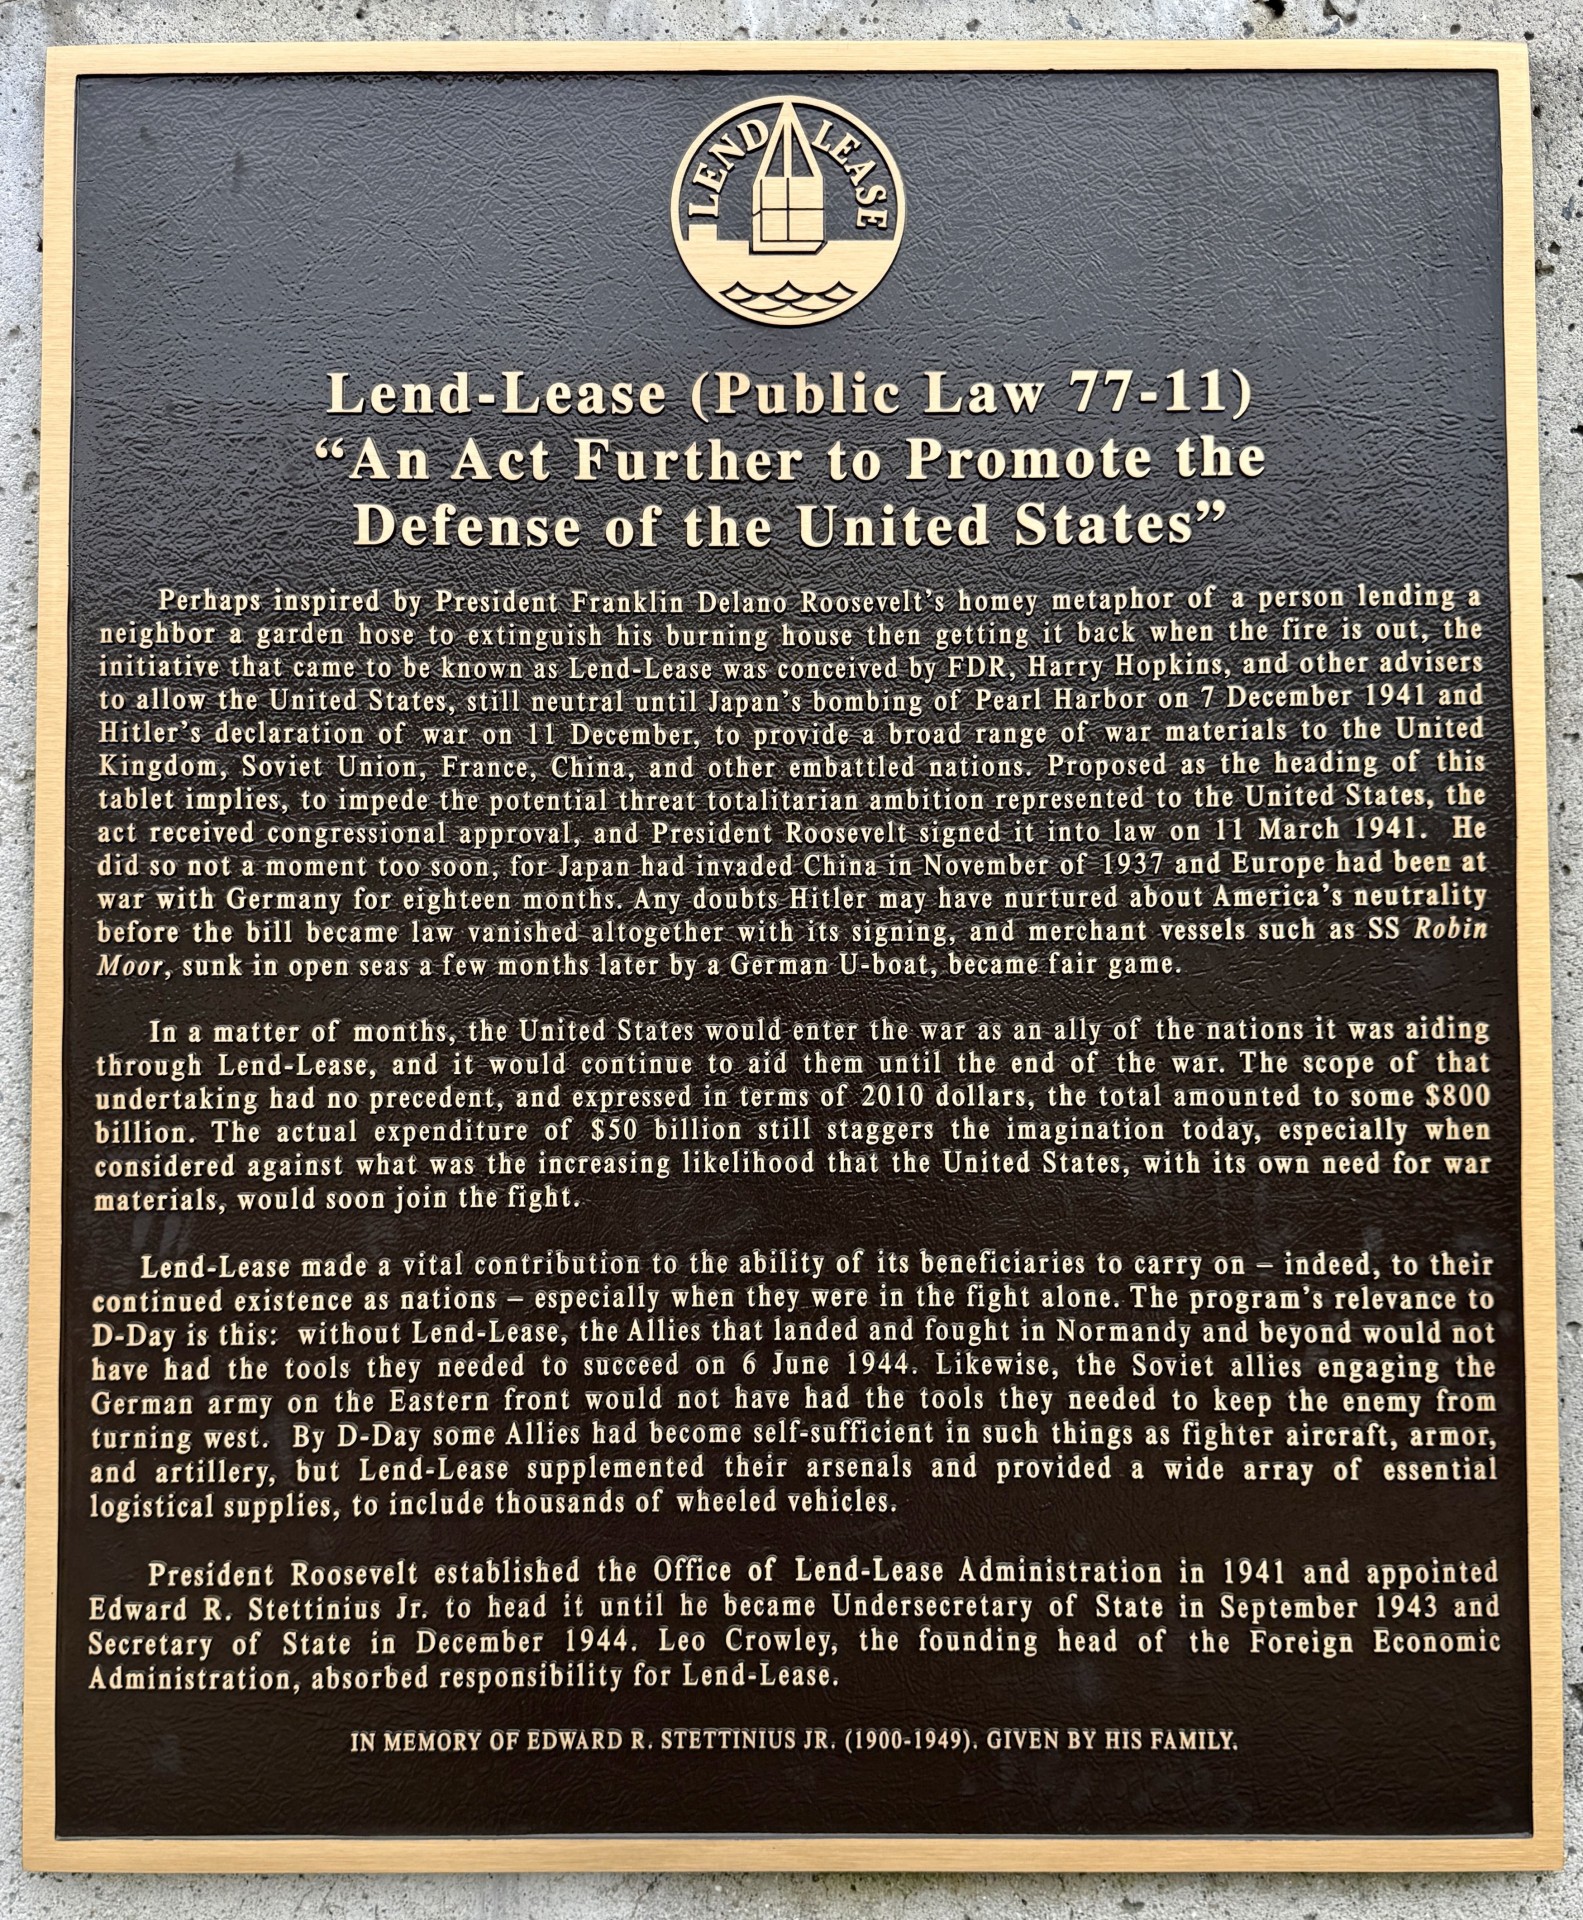 LEND LEASE
Lend-Lease (Public Law 77-11)
“An Act Further to Promote the
Defense of the United States”
Perhaps inspired by President Franklin Delano Roosevelt’s homey metaphor of a person lending a
neighbor a garden hose to extinguish his burning house then getting it back when the fire is out, the
initiative that came to be known as Lend-Lease was conceived by FDR, Harry Hopkins, and other advisers
to allow the United States, still neutral until Japan’s bombing of Pearl Harbor on 7 December 1941 and
Hitler’s declaration of war on 11 December, to provide a broad range of war materials to the United
Kingdom, Soviet Union, France, China, and other embattled nations. Proposed as the heading of this
tablet implies, to impede the potential threat totalitarian ambition represented to the United States, the
act received congressional approval, and President Roosevelt signed it into law on 11 March 1941. He
did so not a moment too soon, for Japan had invaded China in November of 1937 and Europe had been at
war with Germany for eighteen months. Any doubts Hitler may have nurtured about America’s neutrality
before the bill became law vanished altogether with its signing, and merchant vessels such as SS Robin
Moor, sunk in open seas a few months later by a German U-boat, became fair game.
In a matter of months, the United States would enter the war as an ally of the nations it was aiding
through Lend-Lease, and it would continue to aid them until the end of the war. The scope of that
undertaking had no precedent, and expressed in terms of 2010 dollars, the total amounted to some $800
billion. The actual expenditure of $50 billion still staggers the imagination today, especially when
considered against what was the increasing likelihood that the United States, with its own need for war
materials, would soon join the fight.
Lend-Lease made a vital contribution to the ability of its beneficiaries to carry on – indeed, to their
continued existence as nations – especially when they were in the fight alone. The program’s relevance to
D-Day is this: without Lend-Lease, the Allies that landed and fought in Normandy and beyond would not
have had the tools they needed to succeed on 6 June 1944. Likewise, the Soviet allies engaging the
German army on the Eastern front would not have had the tools they needed to keep the enemy from
turning west. By D-Day some Allies had become self-sufficient in such things as fighter aircraft, armor,
and artillery, but Lend-Lease supplemented their arsenals and provided a wide array of essential
logistical supplies, to include thousands of wheeled vehicles.
President Roosevelt established the Office of Lend-Lease Administration in 1941 and appointed
Edward R. Stettinius Jr. to head it until he became Undersecretary of State in September 1943 and
Secretary of State in December 1944. Leo Crowley, the founding head of the Foreign Economic
Administration, absorbed responsibility for Lend-Lease.
IN MEMORY OF EDWARD R. STETTINIUS JR. (1900-1949). GIVEN BY HIS FAMILY.